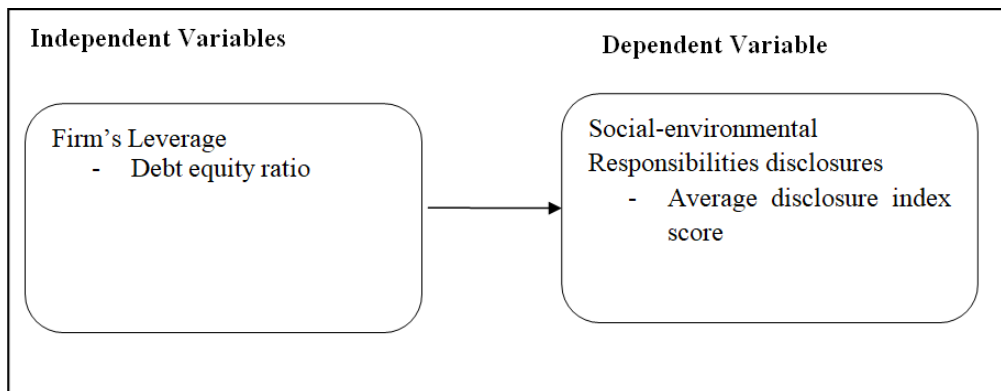 Independent Variables
Dependent Variable
Firm's Leverage
- Debt equity ratio
Social-environmental
Responsibilities disclosures
- Average disclosure index
score